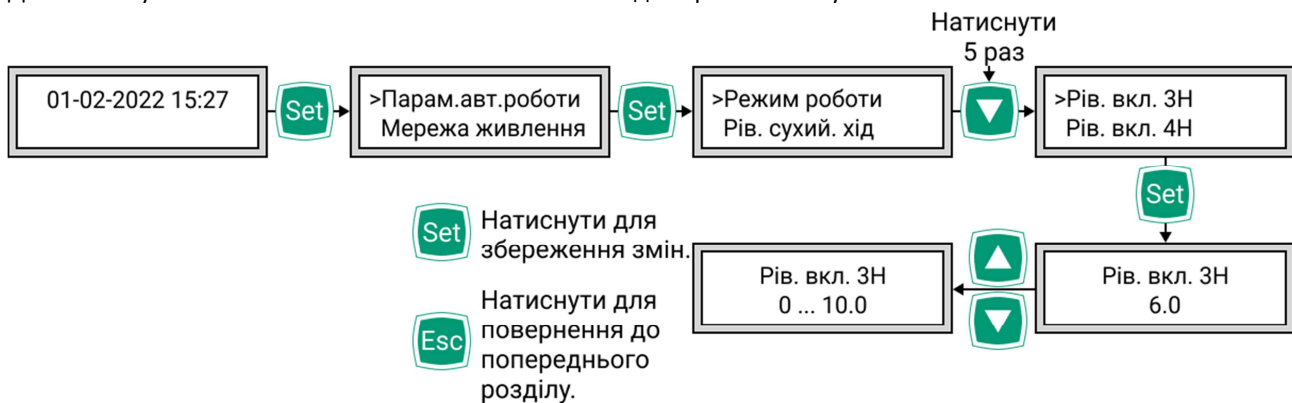 Натиснути
5 раз
01-02-2022 15:27
Set
>Парам.авт.роботи
Мережа живлення
Set
>Режим роботи
Рів. сухий. хід
>Рів. вкл. 3Н
Рів. вкл. 4Н
Set
Set
Натиснути для
збереження змін.
Рів. вкл. 3Н
0 ... 10.0
Рів. вкл. 3Н
6.0
Esc
Натиснути для
повернення до
попереднього
розділу.